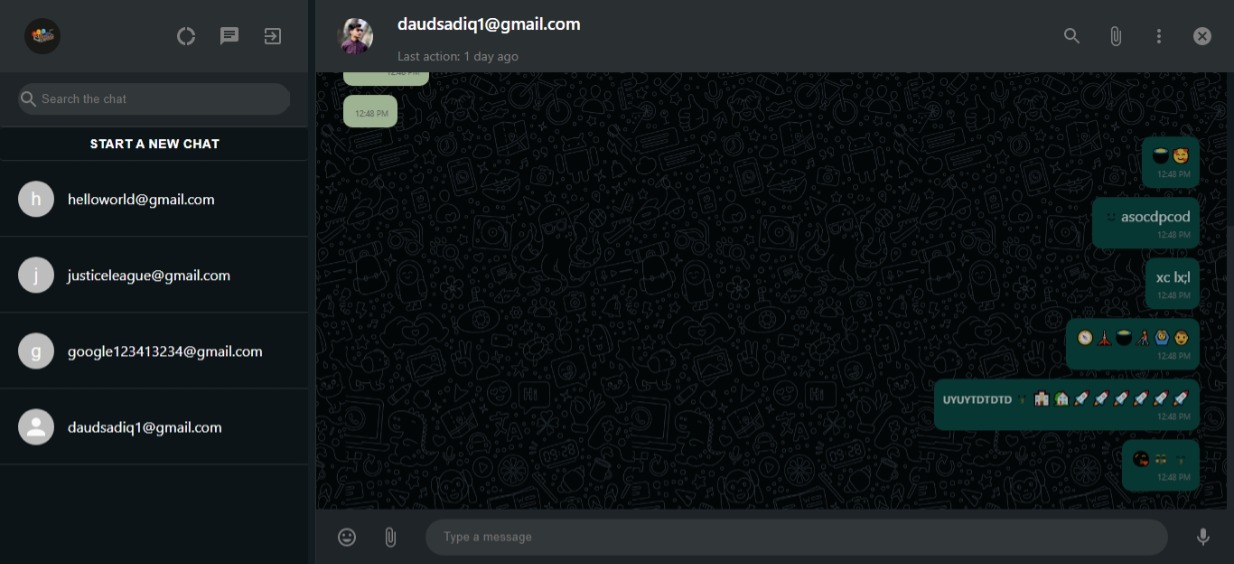 daudsadiq1@gmail.com
Last action: 1 day ago
Search the chat
START A NEW CHAT
helloworld@gmail.com
h
justiceleague@gmail.com
j
google123413234@gmail.com
g
daudsadiq1@gmail.com
12:48 PM
12:48 PM
12:48 PM
asocdpcod
12:48 PM
xc lx;l
12:48 PM
12:48 PM
UYUYTDTDTD
12:48 PM
12:48 PM
Type a message